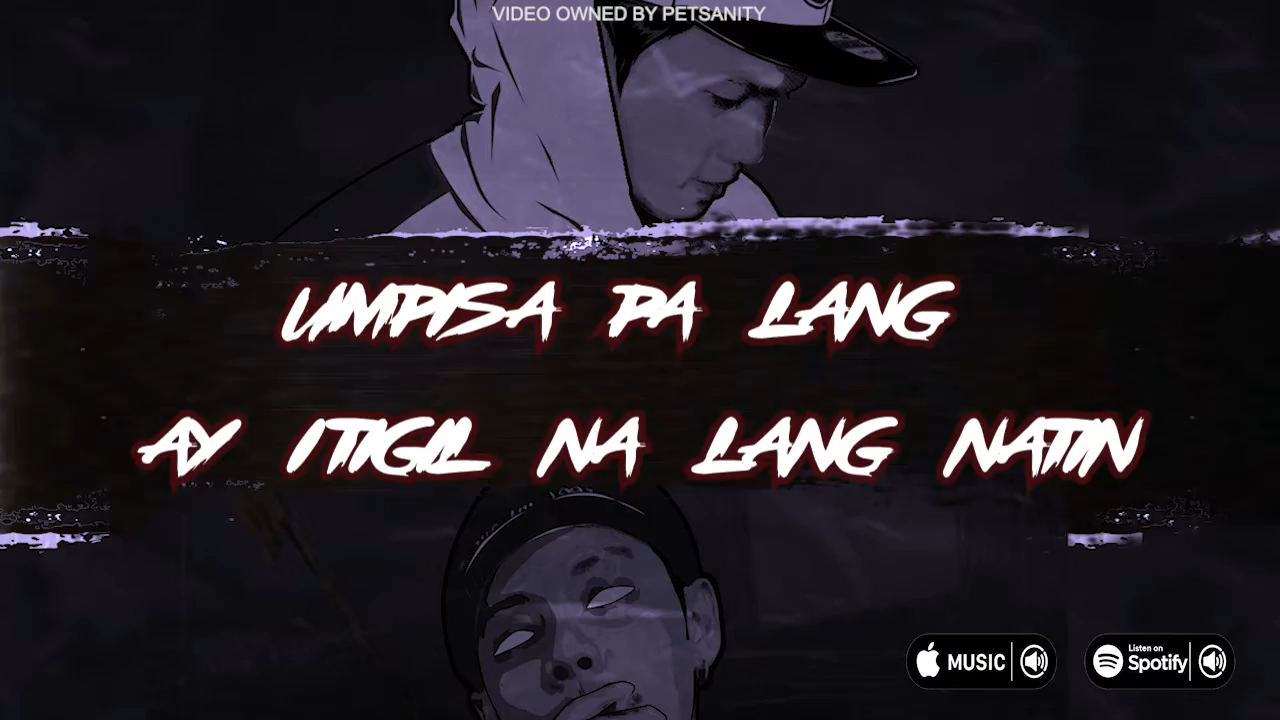 VIDEO OWNED BY PETSANITY
UMPISA PA LANG
AY ITIGIL NA LANG NATIN
MUSIC
Listen on
Spotify